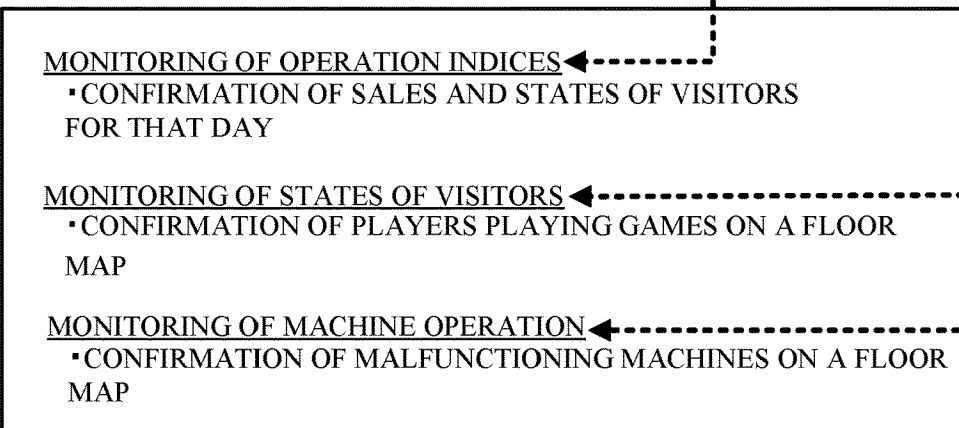 MONITORING OF OPERATION INDICES
▪CONFIRMATION OF SALES AND STATES OF VISITORS
FOR THAT DAY
MONITORING OF STATES OF VISITORS
▪CONFIRMATION OF PLAYERS PLAYING GAMES ON A FLOOR
MAP
MONITORING OF MACHINE OPERATION
▪CONFIRMATION OF MALFUNCTIONING MACHINES ON A FLOOR
MAP